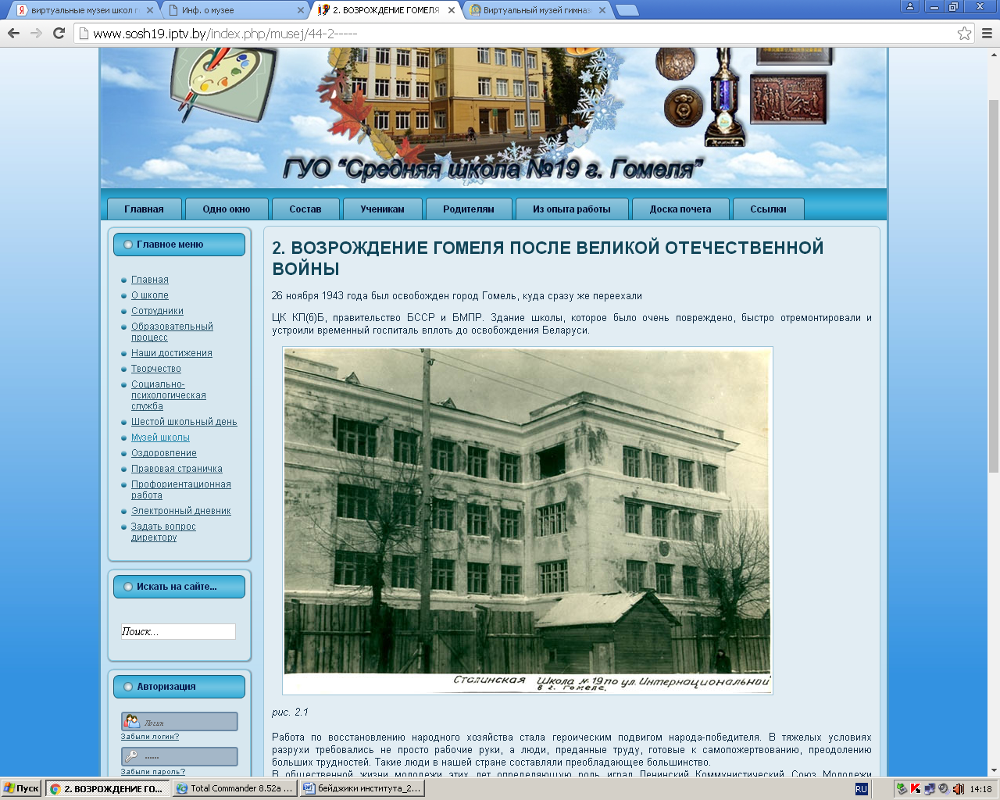 виртуальные музеи школ г
Инф. о музее
2. ВОЗРОЖДЕНИЕ ГОМЕЛЯ
Виртуальный музей гимназ
www.sosh19.iptv.by/index.php/musej/44-2-----
ГУО "Средняя школа №19 г. Гомеля"
Главная Одно окно Состав Ученикам Родителям Из опыта работы Доска почета Ссылки
Главное меню
Главная
О школе
Сотрудники
Образовательный
процесс
Наши достижения
Творчество
Социально-
психологическая
служба
Шестой школьный день
Музей школы
Оздоровление
Правовая страничка
Профориентационная
работа
Электронный дневник
Задать вопрос
директору
Искать на сайте...
Поиск...
Авторизация
Логин
Забыли логин?
Забыли пароль?
2. ВОЗРОЖДЕНИЕ ГОМЕЛЯ ПОСЛЕ ВЕЛИКОЙ ОТЕЧЕСТВЕННОЙ
ВОЙНЫ
26 ноября 1943 года был освобожден город Гомель, куда сразу же переехали
ЦК КП(б)Б, правительство БССР и БМПР. Здание школы, которое было очень повреждено, быстро отремонтировали и
устроили временный госпиталь вплоть до освобождения Беларуси.
Сталинская Школа №19 по ул. Интернациональной
в г. Гомеле.
рис. 2.1
Работа по восстановлению народного хозяйства стала героическим подвигом народа-победителя. В тяжелых условиях
разрухи требовались не просто рабочие руки, а люди, преданные труду, готовые к самопожертвованию, преодолению
больших трудностей. Такие люди в нашей стране составляли преобладающее большинство.
В общественной жизни молодежи этих лет определяющую роль играл Ленинский Коммунистический Союз Молодежи
Пуск
2. ВОЗРОЖДЕНИЕ ГО...
Total Commander 8.52a ...
бейджики института_2...
RU
14:18